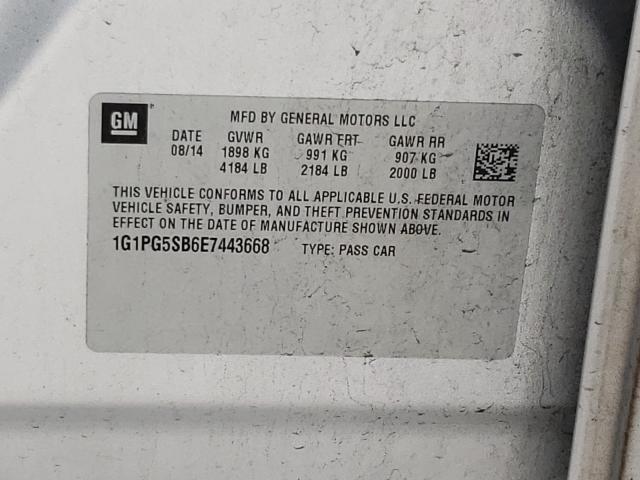 GM
MFD BY GENERAL MOTORS LLC
DATE GVWR GAWR FRT GAWR RR
08/14 1898 KG 991 KG 907 KG
4184 LB 2184 LB 2000 LB
THIS VEHICLE CONFORMS TO ALL APPLICABLE U.S. FEDERAL MOTOR
VEHICLE SAFETY, BUMPER, AND THEFT PREVENTION STANDARDS IN
EFFECT ON THE DATE OF MANUFACTURE SHOWN ABOVE.
1G1PG5SB6E7443668 TYPE: PASS CAR